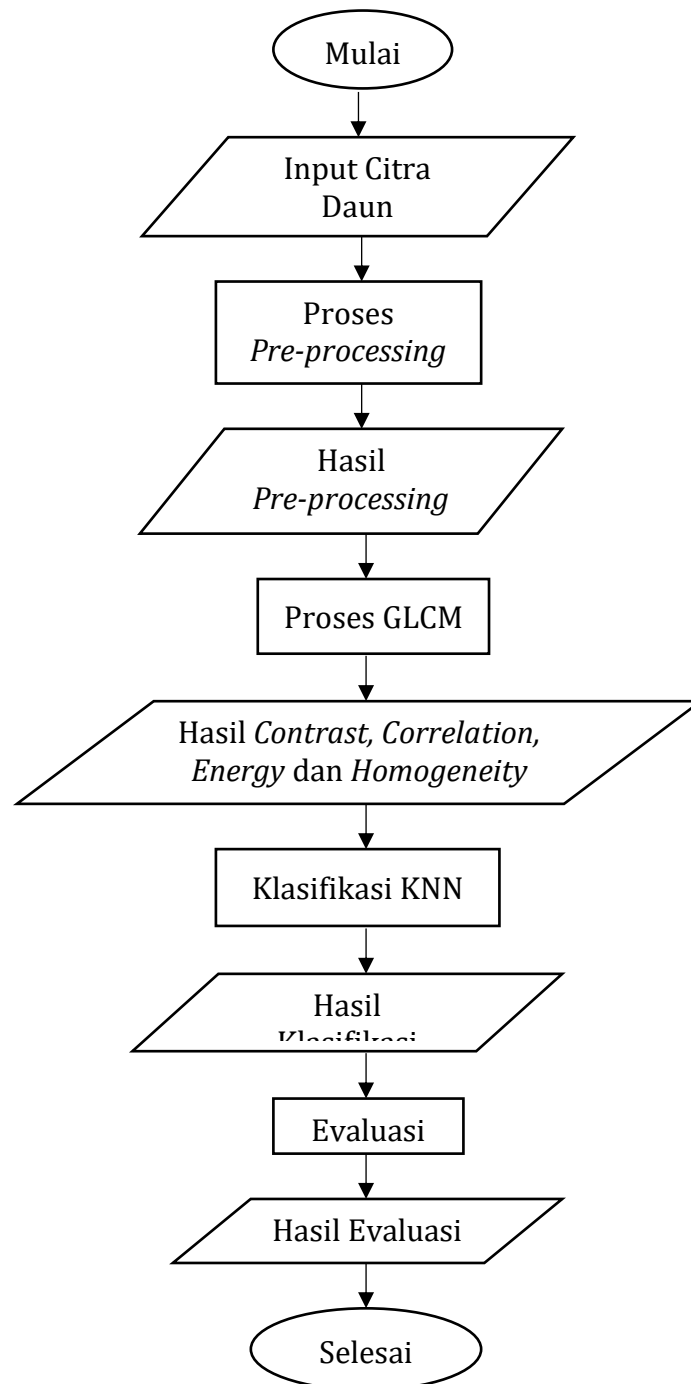 Mulai
Input Citra
Daun
Proses
Pre-processing
Hasil
Pre-processing
Proses GLCM
Hasil Contrast, Correlation,
Energy dan Homogeneity
Klasifikasi KNN
Hasil
Klasifikasi
Evaluasi
Hasil Evaluasi
Selesai